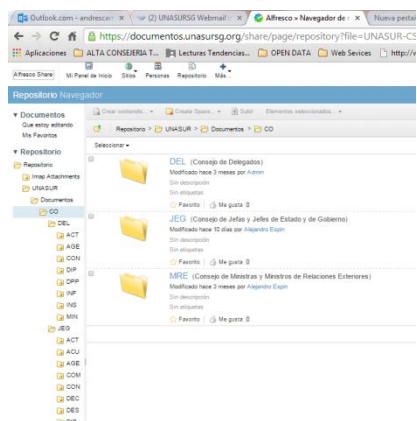 Outlook.com - andrescar
(2) UNASURSG Webmail
Alfresco » Navegador de
Nueva pestaña
https://documentos.unasursg.org/share/page/repository?file=UNASUR-CS
Aplicaciones
ALTA CONSEJERIA T...
Lecturas Tendencias...
OPEN DATA
Web Sevices
http://w
Alfresco Share
Mi Panel de Inicio
Sitios
Personas
Repositorio
Más..
Repositorio Navegador
Documentos
Que estoy editando
Mis Favoritos
Repositorio
Repositorio
Imap Attachments
UNASUR
Documentos
CO
DEL
ACT
AGE
CON
DIP
DPP
INF
INS
MIN
JEG
ACT
ACU
AGE
COM
CON
DEC
DES
Crear contenido...
Create Space...
Subir
Elementos seleccionados...
Repositorio > UNASUR > Documentos > CO
Seleccionar
DEL (Consejo de Delegados)
Modificado hace 3 meses por Admin
Sin descripción
Sin etiquetas
Favorito
Me gusta 0
JEG (Consejo de Jefas y Jefes de Estado y de Gobierno)
Modificado hace 10 días por Alejandro Espin
Sin descripción
Sin etiquetas
Favorito
Me gusta 0
MRE (Consejo de Ministras y Ministros de Relaciones Exteriores)
Modificado hace 3 meses por Alejandro Espin
Sin descripción
Sin etiquetas
Favorito
Me gusta 0